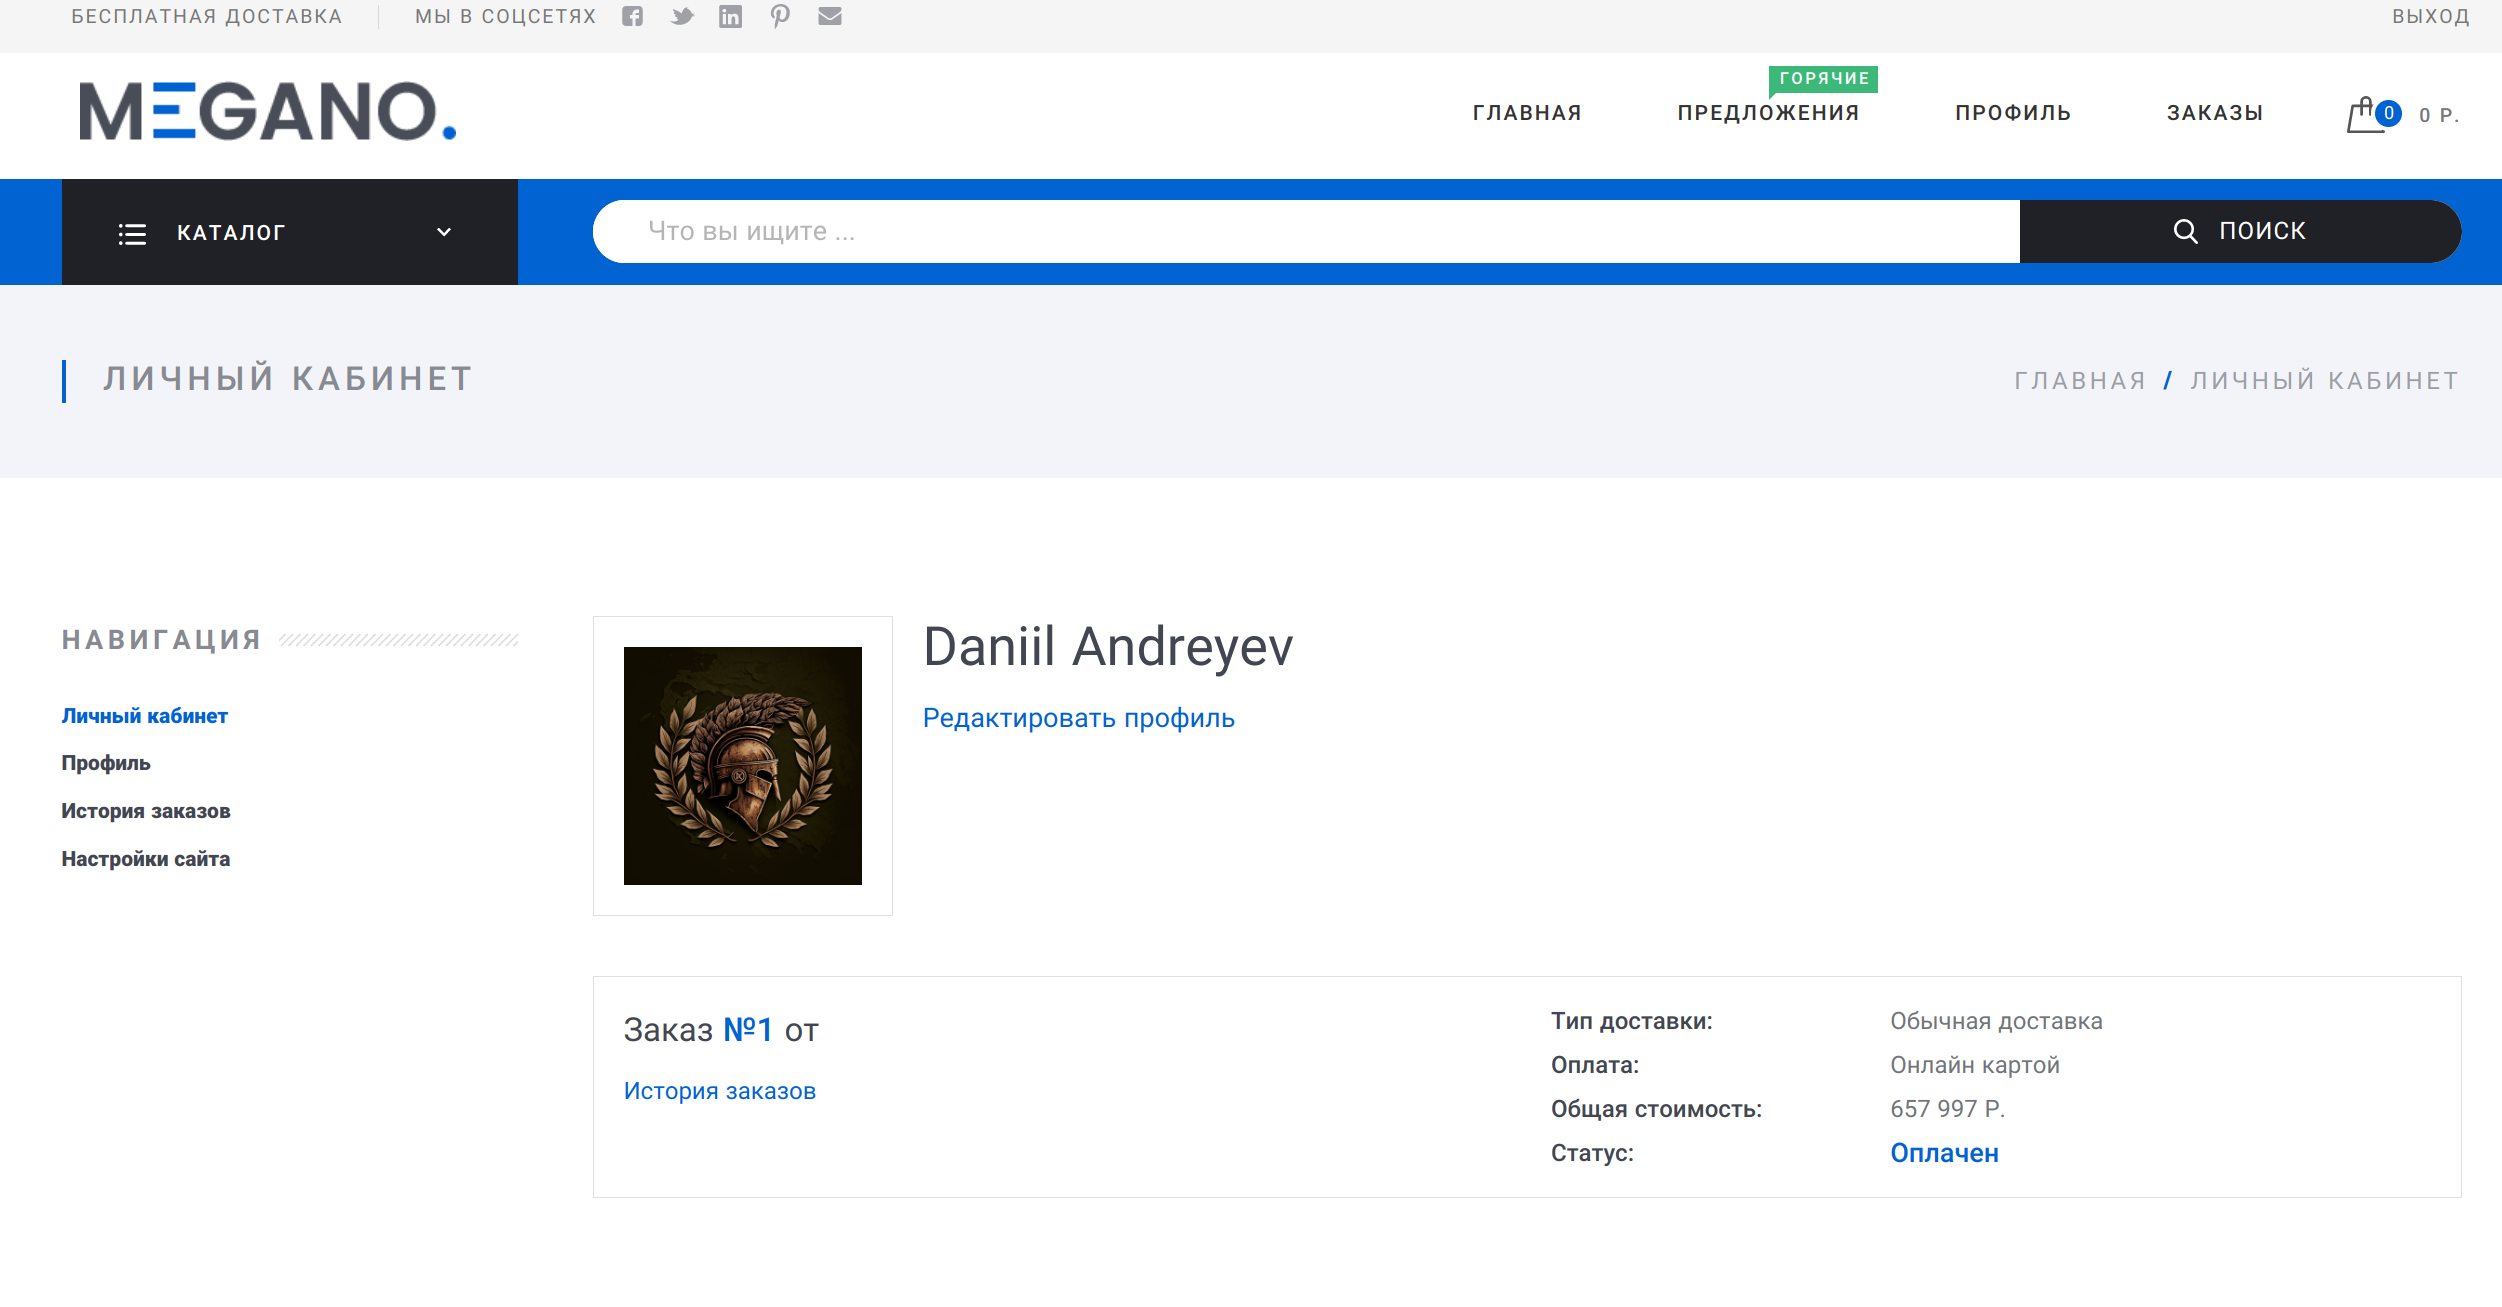 БЕСПЛАТНАЯ ДОСТАВКА МЫ В СОЦСЕТЯХ ВЫХОД
MEGANO.
ГЛАВНАЯ ПРЕДЛОЖЕНИЯ ГОРЯЧИЕ ПРОФИЛЬ ЗАКАЗЫ 0 0 Р.
КАТАЛОГ Что вы ищите ... ПОИСК
ЛИЧНЫЙ КАБИНЕТ ГЛАВНАЯ / ЛИЧНЫЙ КАБИНЕТ
НАВИГАЦИЯ
Личный кабинет
Профиль
История заказов
Настройки сайта
Daniil Andreyev
Редактировать профиль
Заказ №1 от
История заказов
Тип доставки: Обычная доставка
Оплата: Онлайн картой
Общая стоимость: 657 997 Р.
Статус: Оплачен